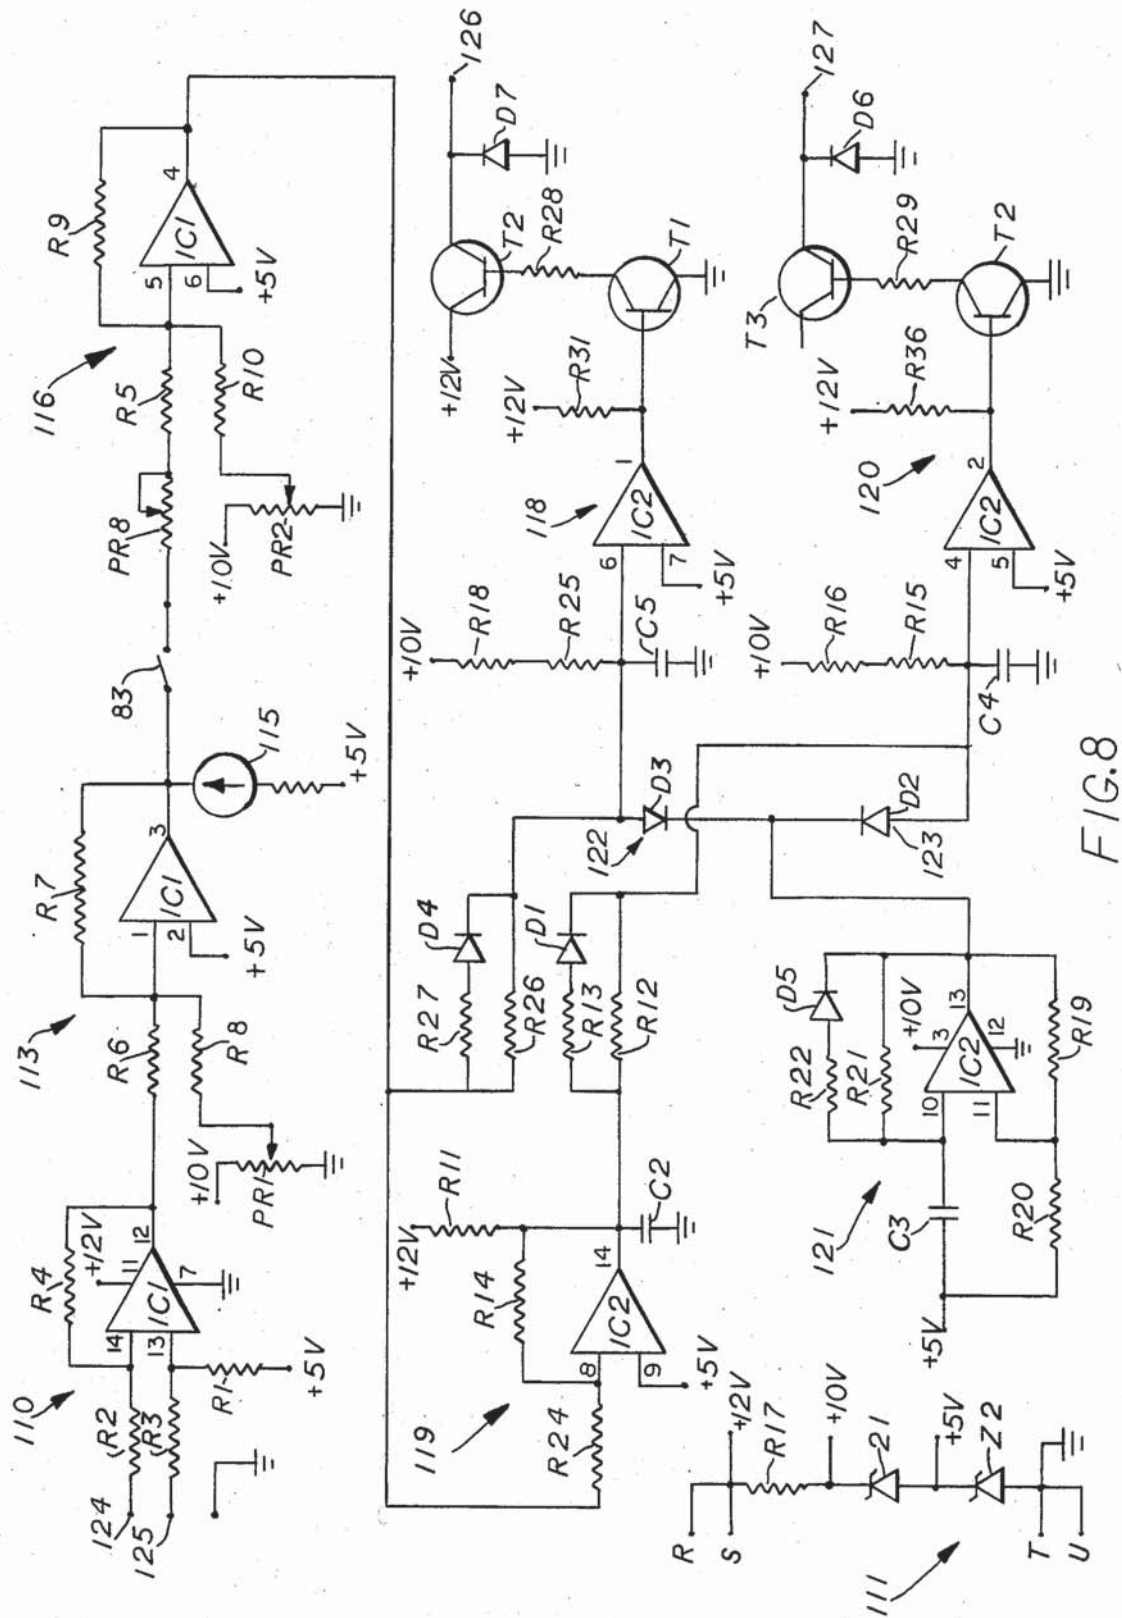 110
R4
+12V
11
14
12
IC1
13
7
124
R2
R3
125
R1
+5V
+10V
PR1
113
R6
R8
R7
1
3
IC1
2
+5V
115
+5V
83
PR8
+10V
PR2
116
R5
R10
R9
5
4
IC1
6
+5V
119
R24
+12V
R11
R14
8
14
IC2
9
+5V
C2
R27
D4
R26
R13
D1
R12
122
D3
D2
123
+10V
R18
R25
C5
118
6
1
IC2
7
+5V
+12V
R31
+12V
T2
R28
T1
D7
126
+10V
R16
R15
C4
120
4
2
IC2
5
+5V
+12V
R36
T3
R29
T2
D6
127
121
+5V
C3
R20
R22
D5
R21
+10V
3
10
13
IC2
12
11
R19
111
R
S
+12V
R17
+10V
21
+5V
Z2
T
U
FIG.8